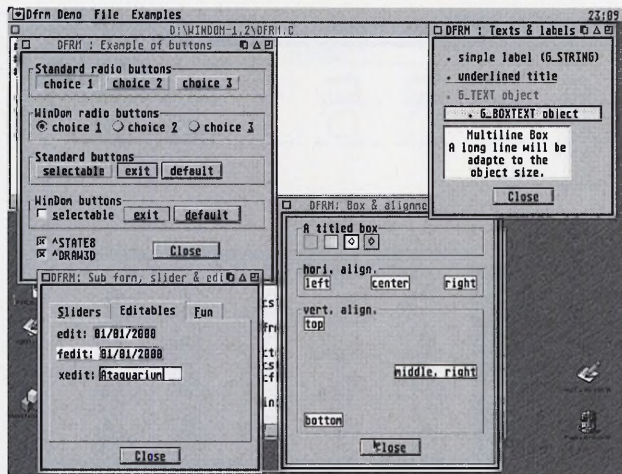 Dfrm Demo File Examples 23:09
D:\WINDOM-1,2\DFRM.C
DFRM : Example of buttons
Standard radio buttons
choice 1 choice 2 choice 3
WinDom radio buttons
choice 1 choice 2 choice 3
Standard buttons
selectable exit default
WinDom buttons
selectable exit default
^STATE8
^DRAW3D
Close
DFRM : Texts & labels
. simple label (G_STRING)
. underlined title
. G_TEXT object
. G_BOXTEXT object
Multiline Box
A long line will be
adapte to the
object size.
Close
DFRM: Box & alignme
A titled box
hori. align.
left center right
vert. align.
top
middle, right
bottom
Close
DFRM: Sub form, slider & edi
Sliders Editables Fun
edit: 01/01/2000
fedit: 01/01/2000
xedit: Ataquarium
Close